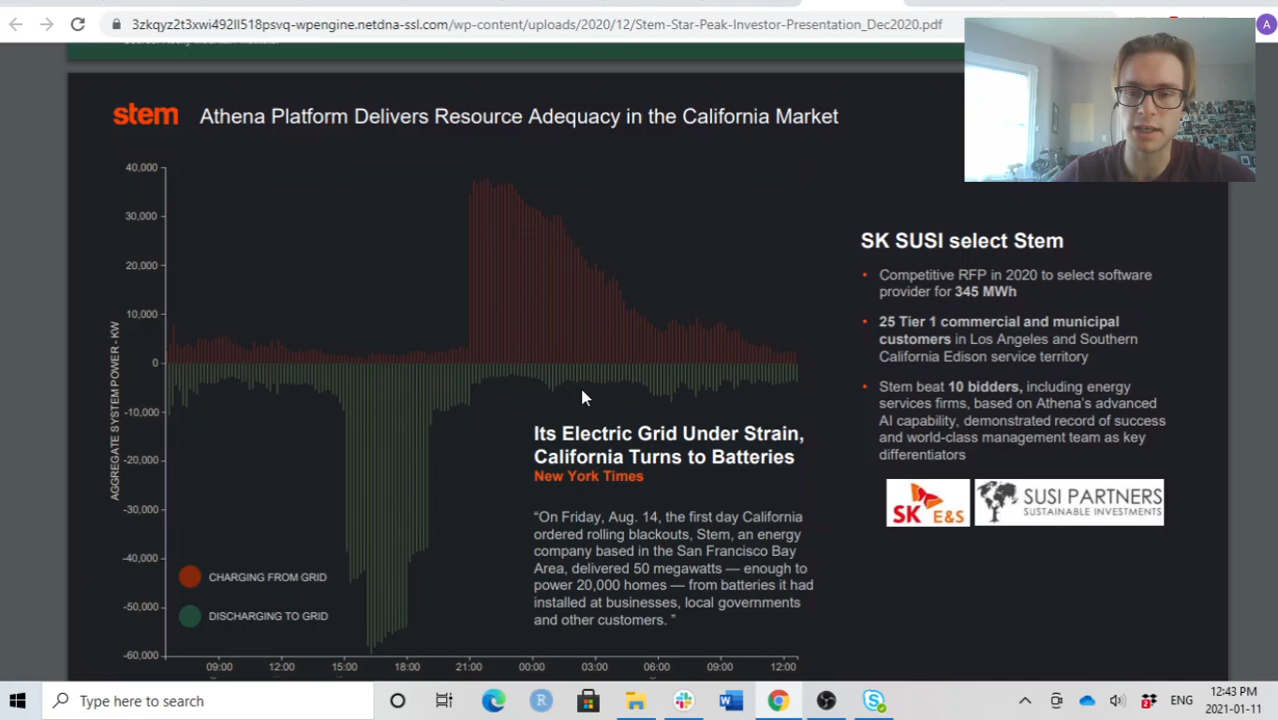 3zkqyz2t3xwi492ll518psvq-wpengine.netdna-ssl.com/wp-content/uploads/2020/12/Stem-Star-Peak-Investor-Presentation_Dec2020.pdf
A
stem
Athena Platform Delivers Resource Adequacy in the California Market
AGGREGATE SYSTEM POWER - KW
40,000
30,000
20,000
10,000
0
-10,000
-20,000
-30,000
-40,000
-50,000
-60,000
CHARGING FROM GRID
DISCHARGING TO GRID
09:00 12:00 15:00 18:00 21:00 00:00 03:00 06:00 09:00 12:00
Its Electric Grid Under Strain,
California Turns to Batteries
New York Times
“On Friday, Aug. 14, the first day California
ordered rolling blackouts, Stem, an energy
company based in the San Francisco Bay
Area, delivered 50 megawatts — enough to
power 20,000 homes — from batteries it had
installed at businesses, local governments
and other customers. ”
SK SUSI select Stem
• Competitive RFP in 2020 to select software
provider for 345 MWh
• 25 Tier 1 commercial and municipal
customers in Los Angeles and Southern
California Edison service territory
• Stem beat 10 bidders, including energy
services firms, based on Athena’s advanced
AI capability, demonstrated record of success
and world-class management team as key
differentiators
SK E&S
SUSI PARTNERS
SUSTAINABLE INVESTMENTS
Type here to search
R
W
S
2
ENG
12:43 PM
2021-01-11